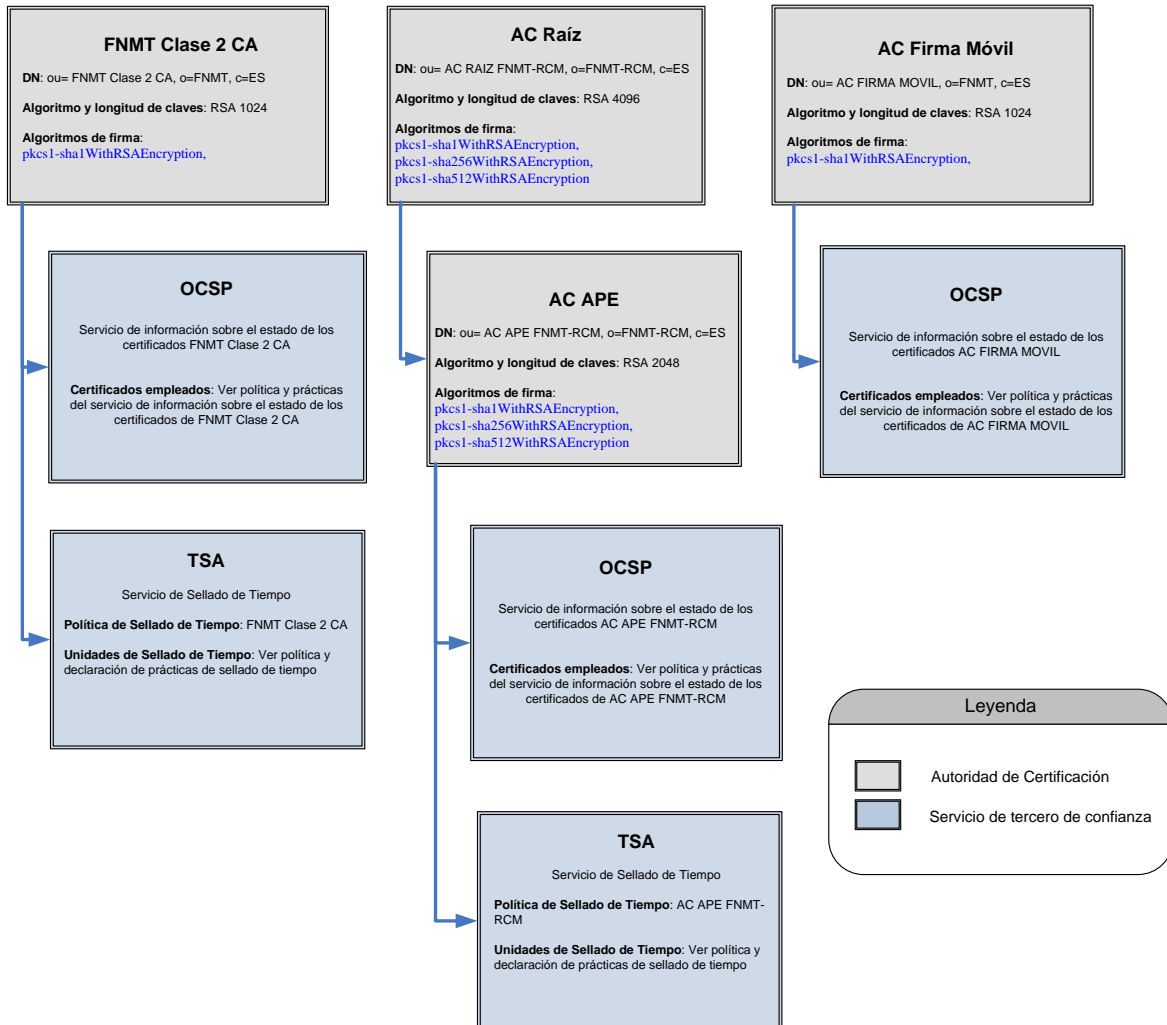 FNMT Clase 2 CA
DN: ou= FNMT Clase 2 CA, o=FNMT, c=ES
Algoritmo y longitud de claves: RSA 1024
Algoritmos de firma:
pkcs1-sha1WithRSAEncryption,
OCSP
Servicio de información sobre el estado de los
certificados FNMT Clase 2 CA
Certificados empleados: Ver política y prácticas
del servicio de información sobre el estado de los
certificados de FNMT Clase 2 CA
TSA
Servicio de Sellado de Tiempo
Política de Sellado de Tiempo: FNMT Clase 2 CA
Unidades de Sellado de Tiempo: Ver política y
declaración de prácticas de sellado de tiempo
AC Raíz
DN: ou= AC RAIZ FNMT-RCM, o=FNMT-RCM, c=ES
Algoritmo y longitud de claves: RSA 4096
Algoritmos de firma:
pkcs1-sha1WithRSAEncryption,
pkcs1-sha256WithRSAEncryption,
pkcs1-sha512WithRSAEncryption
AC APE
DN: ou= AC APE FNMT-RCM, o=FNMT-RCM, c=ES
Algoritmo y longitud de claves: RSA 2048
Algoritmos de firma:
pkcs1-sha1WithRSAEncryption,
pkcs1-sha256WithRSAEncryption,
pkcs1-sha512WithRSAEncryption
OCSP
Servicio de información sobre el estado de los
certificados AC APE FNMT-RCM
Certificados empleados: Ver política y prácticas
del servicio de información sobre el estado de los
certificados de AC APE FNMT-RCM
TSA
Servicio de Sellado de Tiempo
Política de Sellado de Tiempo: AC APE FNMT-
RCM
Unidades de Sellado de Tiempo: Ver política y
declaración de prácticas de sellado de tiempo
AC Firma Móvil
DN: ou= AC FIRMA MOVIL, o=FNMT, c=ES
Algoritmo y longitud de claves: RSA 1024
Algoritmos de firma:
pkcs1-sha1WithRSAEncryption,
OCSP
Servicio de información sobre el estado de los
certificados AC FIRMA MOVIL
Certificados empleados: Ver política y prácticas
del servicio de información sobre el estado de los
certificados de AC FIRMA MOVIL
Leyenda
Autoridad de Certificación
Servicio de tercero de confianza